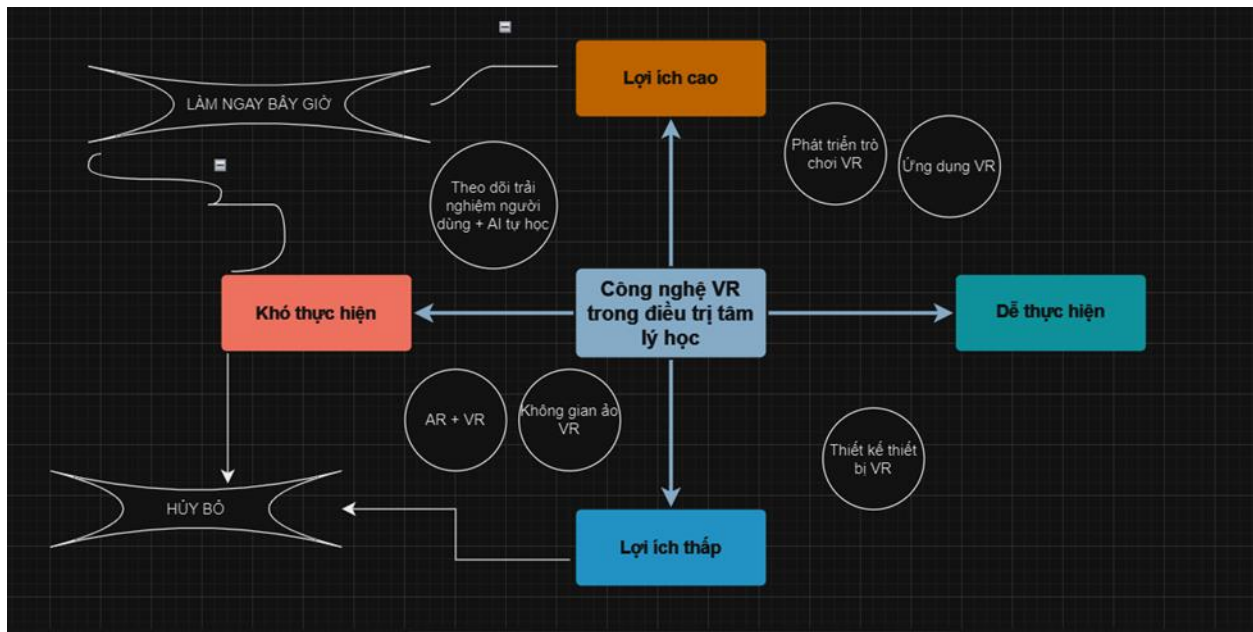 Lợi ích cao
LÀM NGAY BÂY GIỜ
Phát triển trò
chơi VR
Ứng dụng VR
Theo dõi trải
nghiệm người
dùng + AI tự học
Khó thực hiện
Công nghệ VR
trong điều trị tâm
lý học
Dễ thực hiện
AR + VR
Không gian ảo
VR
Thiết kế thiết
bị VR
HỦY BỎ
Lợi ích thấp